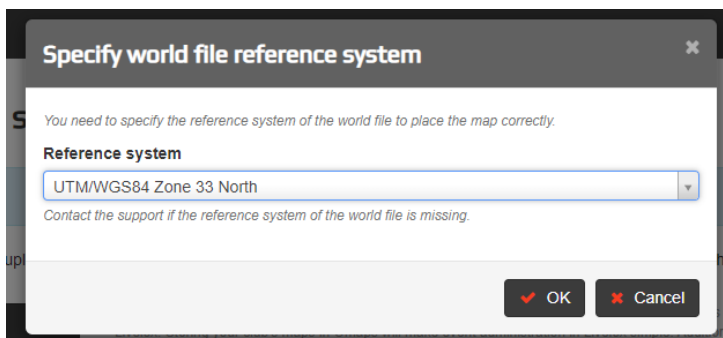 Specify world file reference system
You need to specify the reference system of the world file to place the map correctly.
Reference system
UTM/WGS84 Zone 33 North
Contact the support if the reference system of the world file is missing.
upl
OK Cancel